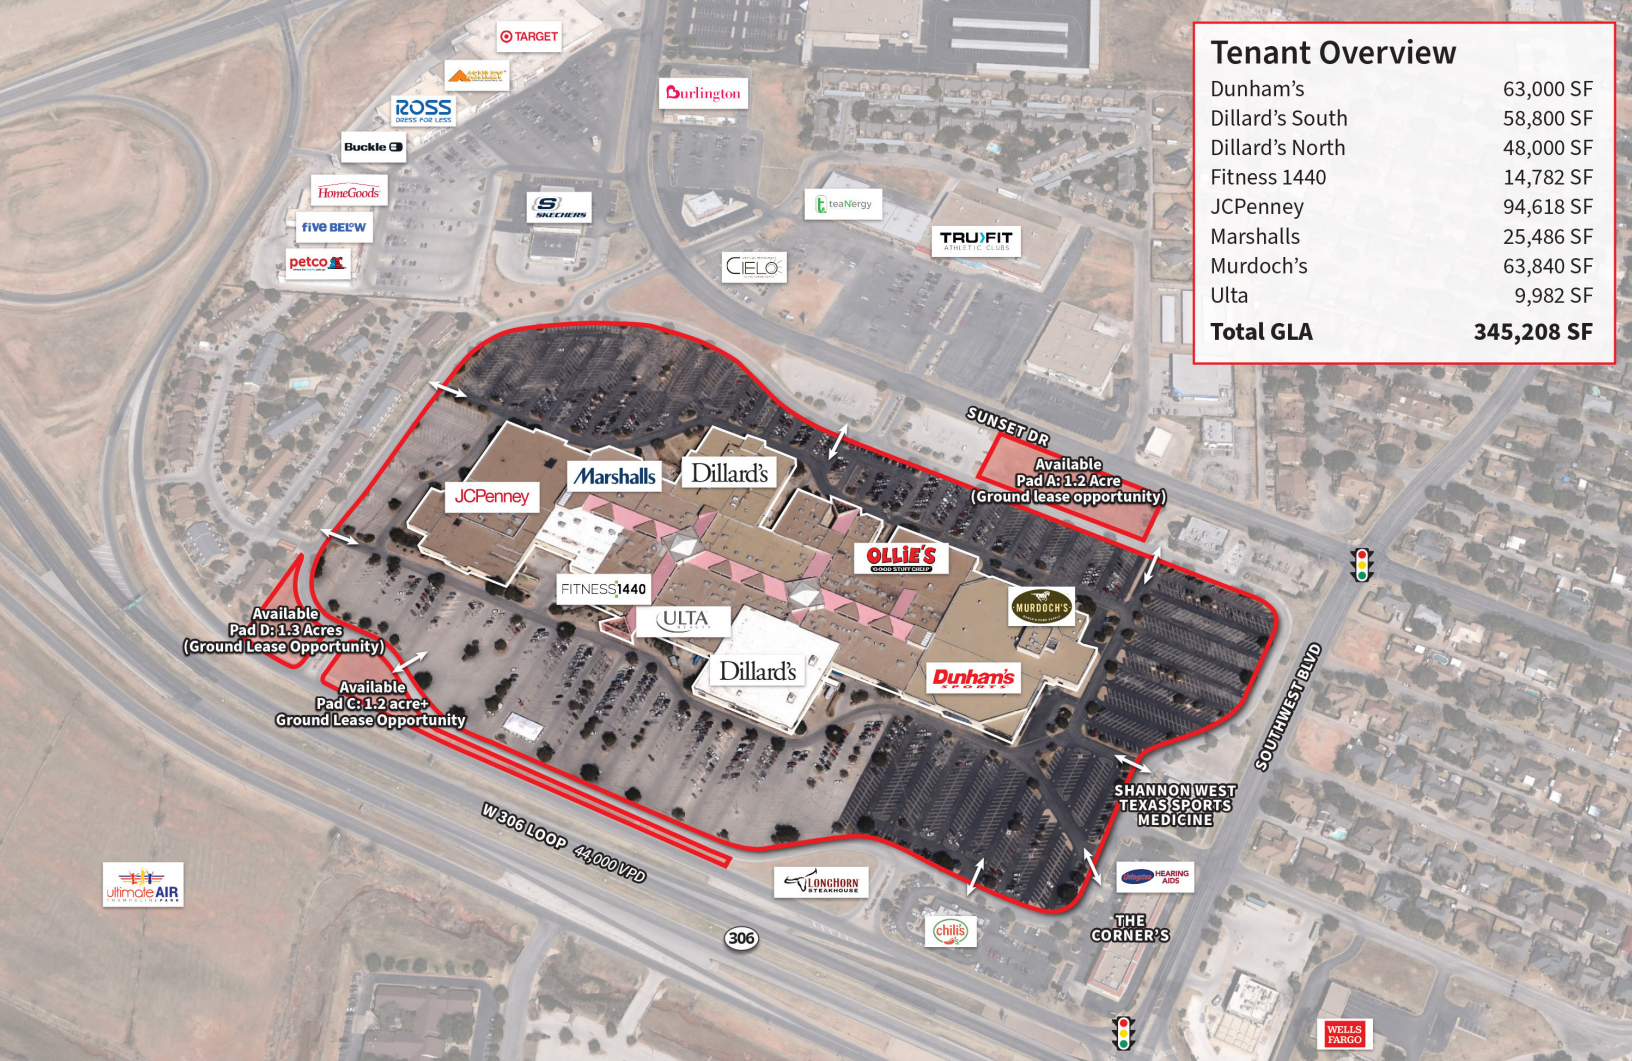 TARGET
ASHLEY
ROSS
DRESS FOR LESS
Buckle
HomeGoods
five BELOW
petco
Burlington
SKECHERS
teaNergy
CIELO
TRU FIT
ATHLETIC CLUBS
Tenant Overview
Dunham's 63,000 SF
Dillard's South 58,800 SF
Dillard's North 48,000 SF
Fitness 1440 14,782 SF
JCPenney 94,618 SF
Marshalls 25,486 SF
Murdoch's 63,840 SF
Ulta 9,982 SF
Total GLA 345,208 SF
SUNSET DR
Available
Pad A: 1.2 Acre
(Ground lease opportunity)
JCPenney
Marshalls
Dillard's
OLLiE'S
GOOD STUFF CHEAP
FITNESS1440
ULTA
BEAUTY
MURDOCH'S
Dillard's
Dunham's
SPORTS
Available
Pad D: 1.3 Acres
(Ground Lease Opportunity)
Available
Pad C: 1.2 acre+
Ground Lease Opportunity
SOUTHWEST BLVD
SHANNON WEST
TEXAS SPORTS
MEDICINE
W 306 LOOP 44,000 VPD
ultimate AIR
TRAMPOLINE PARK
LONGHORN
STEAKHOUSE
Livingston HEARING
AIDS
chili's
THE
CORNER'S
306
WELLS
FARGO